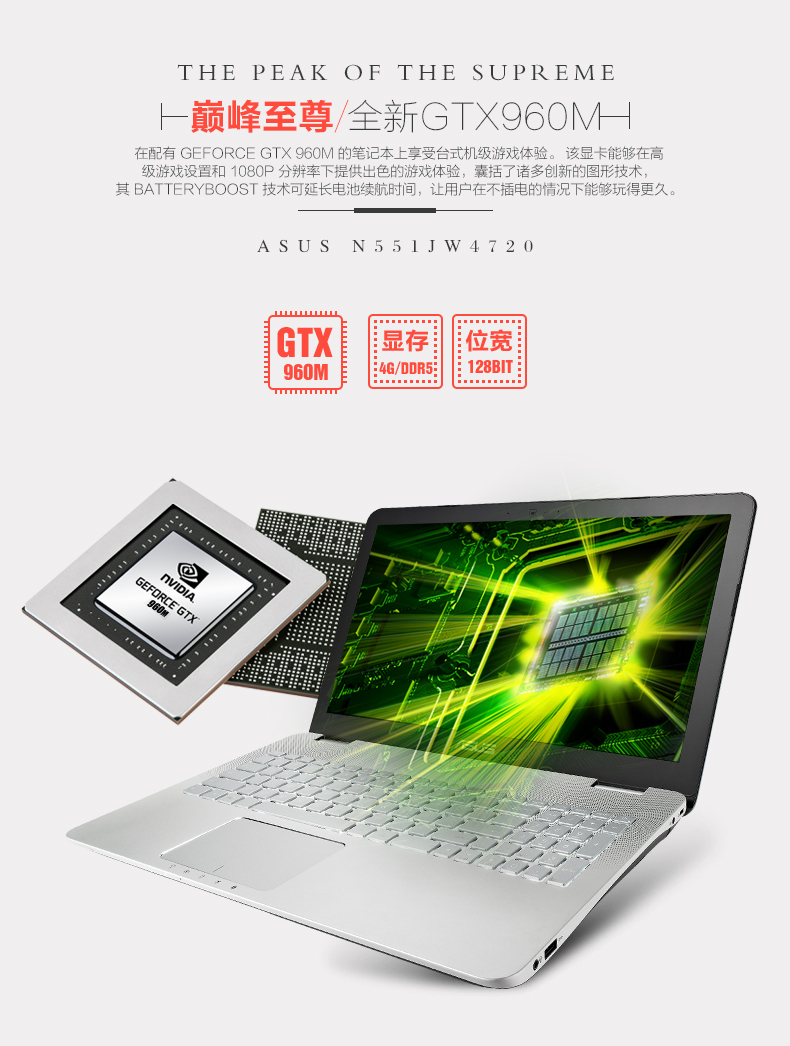 THE PEAK OF THE SUPREME
巅峰至尊/全新GTX960M
在配有 GEFORCE GTX 960M 的笔记本上享受台式机级游戏体验。该显卡能够在高
级游戏设置和 1080P 分辨率下提供出色的游戏体验，囊括了诸多创新的图形技术，
其 BATTERYBOOST 技术可延长电池续航时间，让用户在不插电的情况下能够玩得更久。
ASUS N551JW4720
GTX
960M
显存
4G/DDR5
位宽
128BIT
NVIDIA
GEFORCE GTX
960M
ASUS